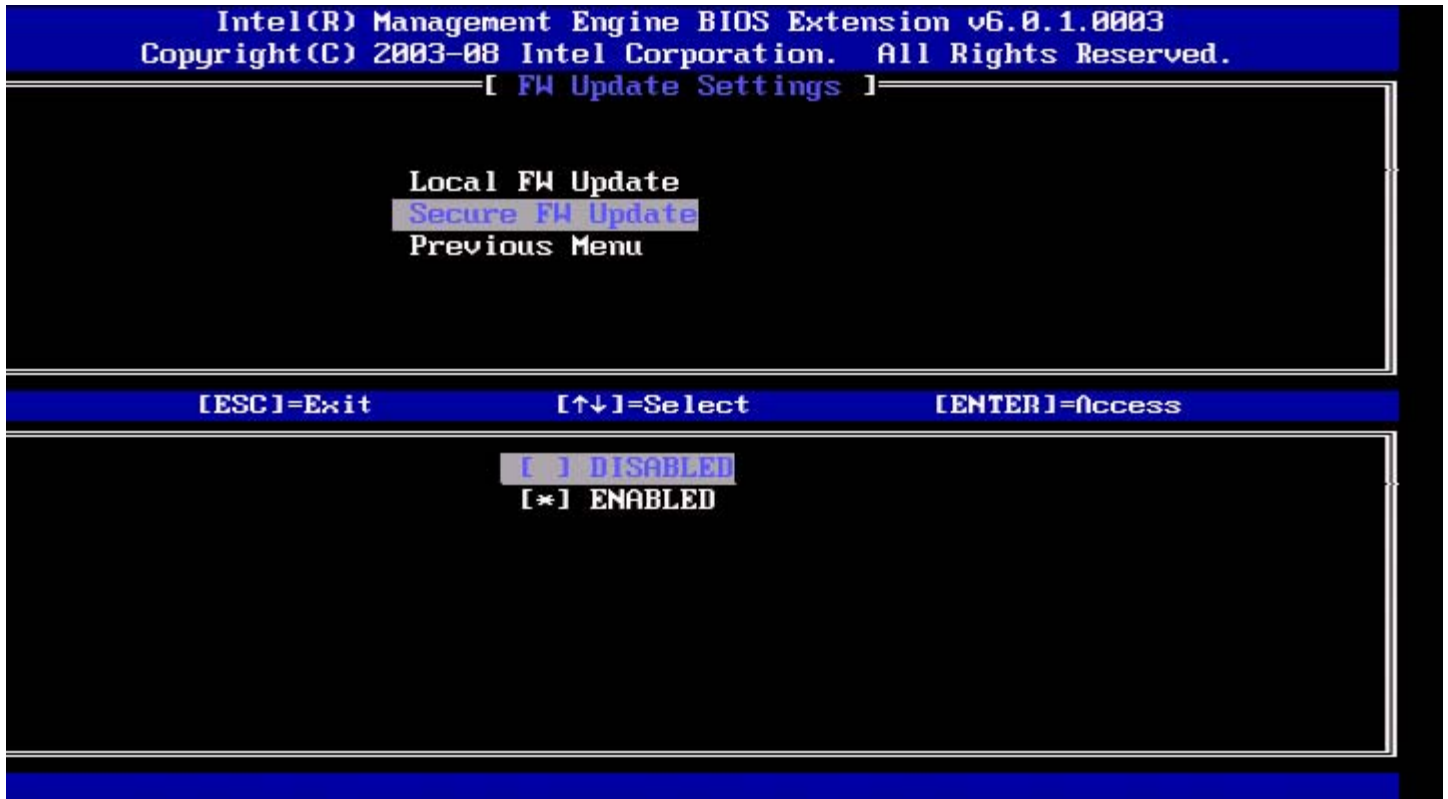 Intel(R) Management Engine BIOS Extension v6.0.1.0003
Copyright(C) 2003-08 Intel Corporation. All Rights Reserved.
[ FW Update Settings ]
Local FW Update
Secure FW Update
Previous Menu
[ESC]=Exit [↑↓]=Select [ENTER]=Access
[ ] DISABLED
[*] ENABLED